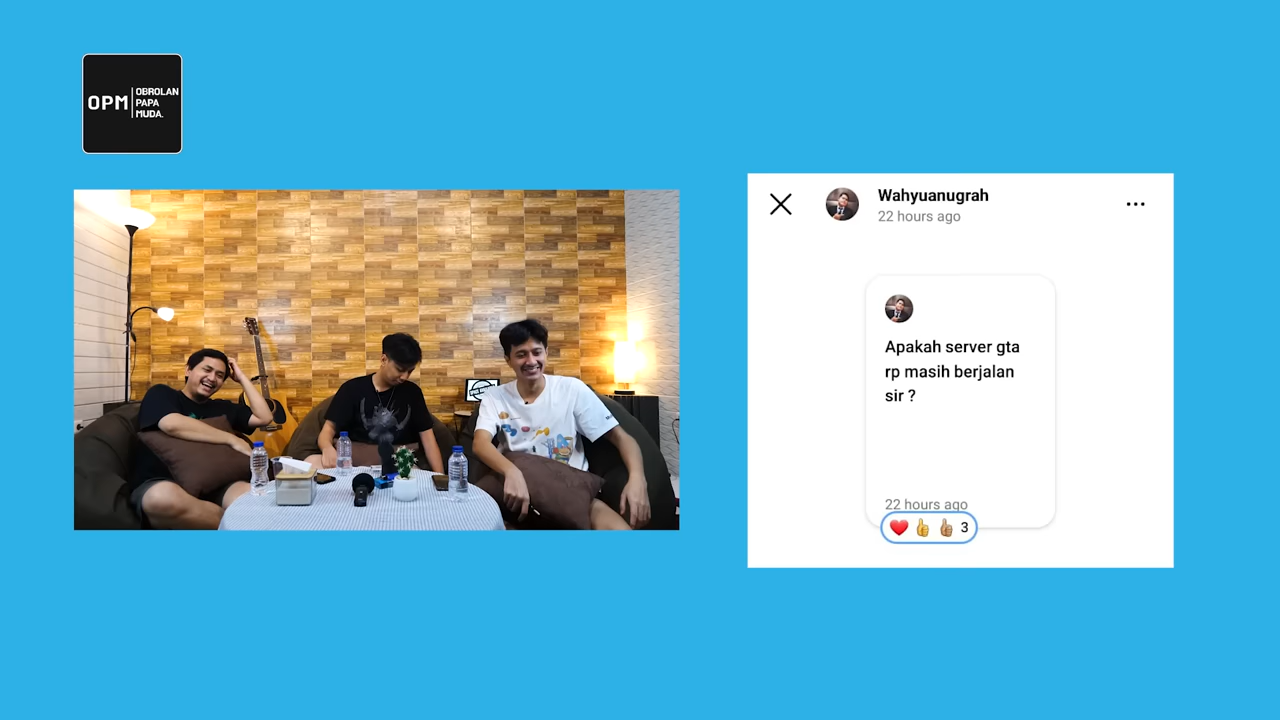 OPM
OBROLAN
PAPA
MUDA.
Wahyuanugrah
22 hours ago
Apakah server gta
rp masih berjalan
sir ?
22 hours ago
3